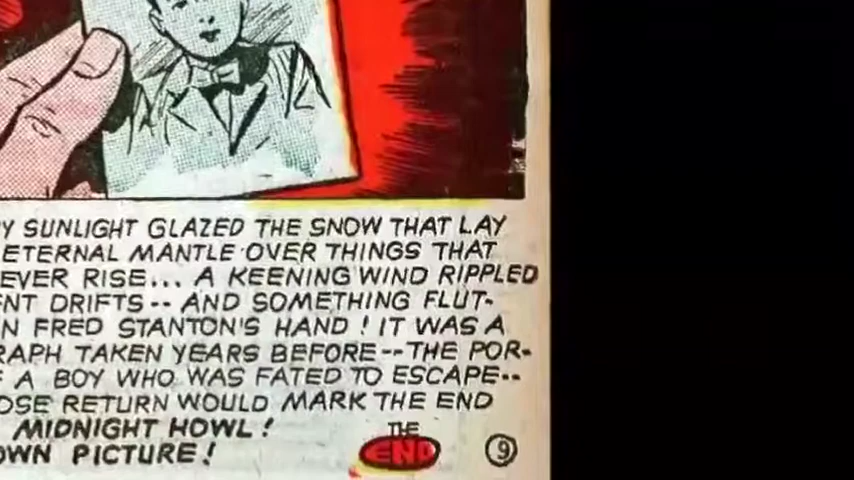 Y SUNLIGHT GLAZED THE SNOW THAT LAY
ETERNAL MANTLE OVER THINGS THAT
EVER RISE... A KEENING WIND RIPPLED
ENT DRIFTS-- AND SOMETHING FLUT-
N FRED STANTON'S HAND! IT WAS A
RAPH TAKEN YEARS BEFORE--THE POR-
F A BOY WHO WAS FATED TO ESCAPE--
OSE RETURN WOULD MARK THE END
MIDNIGHT HOWL!
OWN PICTURE!
THE
END
9